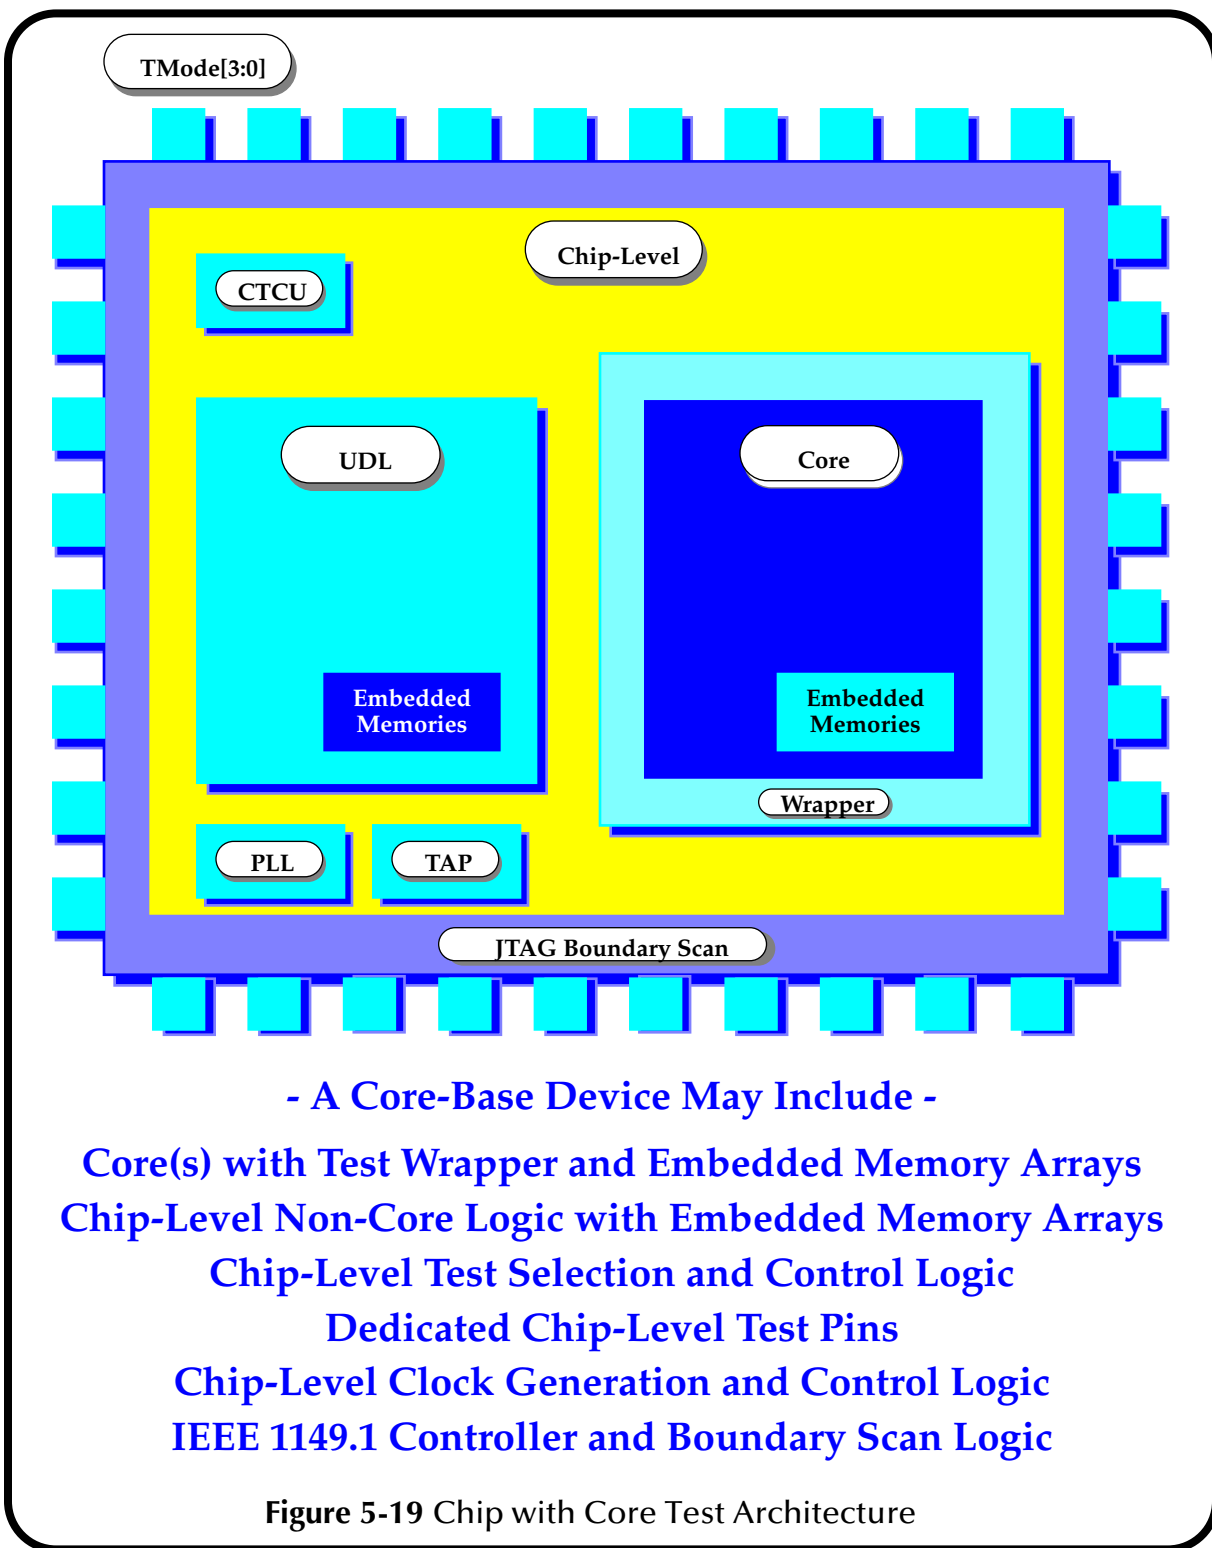 TMode[3:0]
Chip-Level
CTCU
UDL
Core
Embedded
Memories
Embedded
Memories
Wrapper
PLL
TAP
JTAG Boundary Scan
- A Core-Base Device May Include -
Core(s) with Test Wrapper and Embedded Memory Arrays
Chip-Level Non-Core Logic with Embedded Memory Arrays
Chip-Level Test Selection and Control Logic
Dedicated Chip-Level Test Pins
Chip-Level Clock Generation and Control Logic
IEEE 1149.1 Controller and Boundary Scan Logic
Figure 5-19 Chip with Core Test Architecture